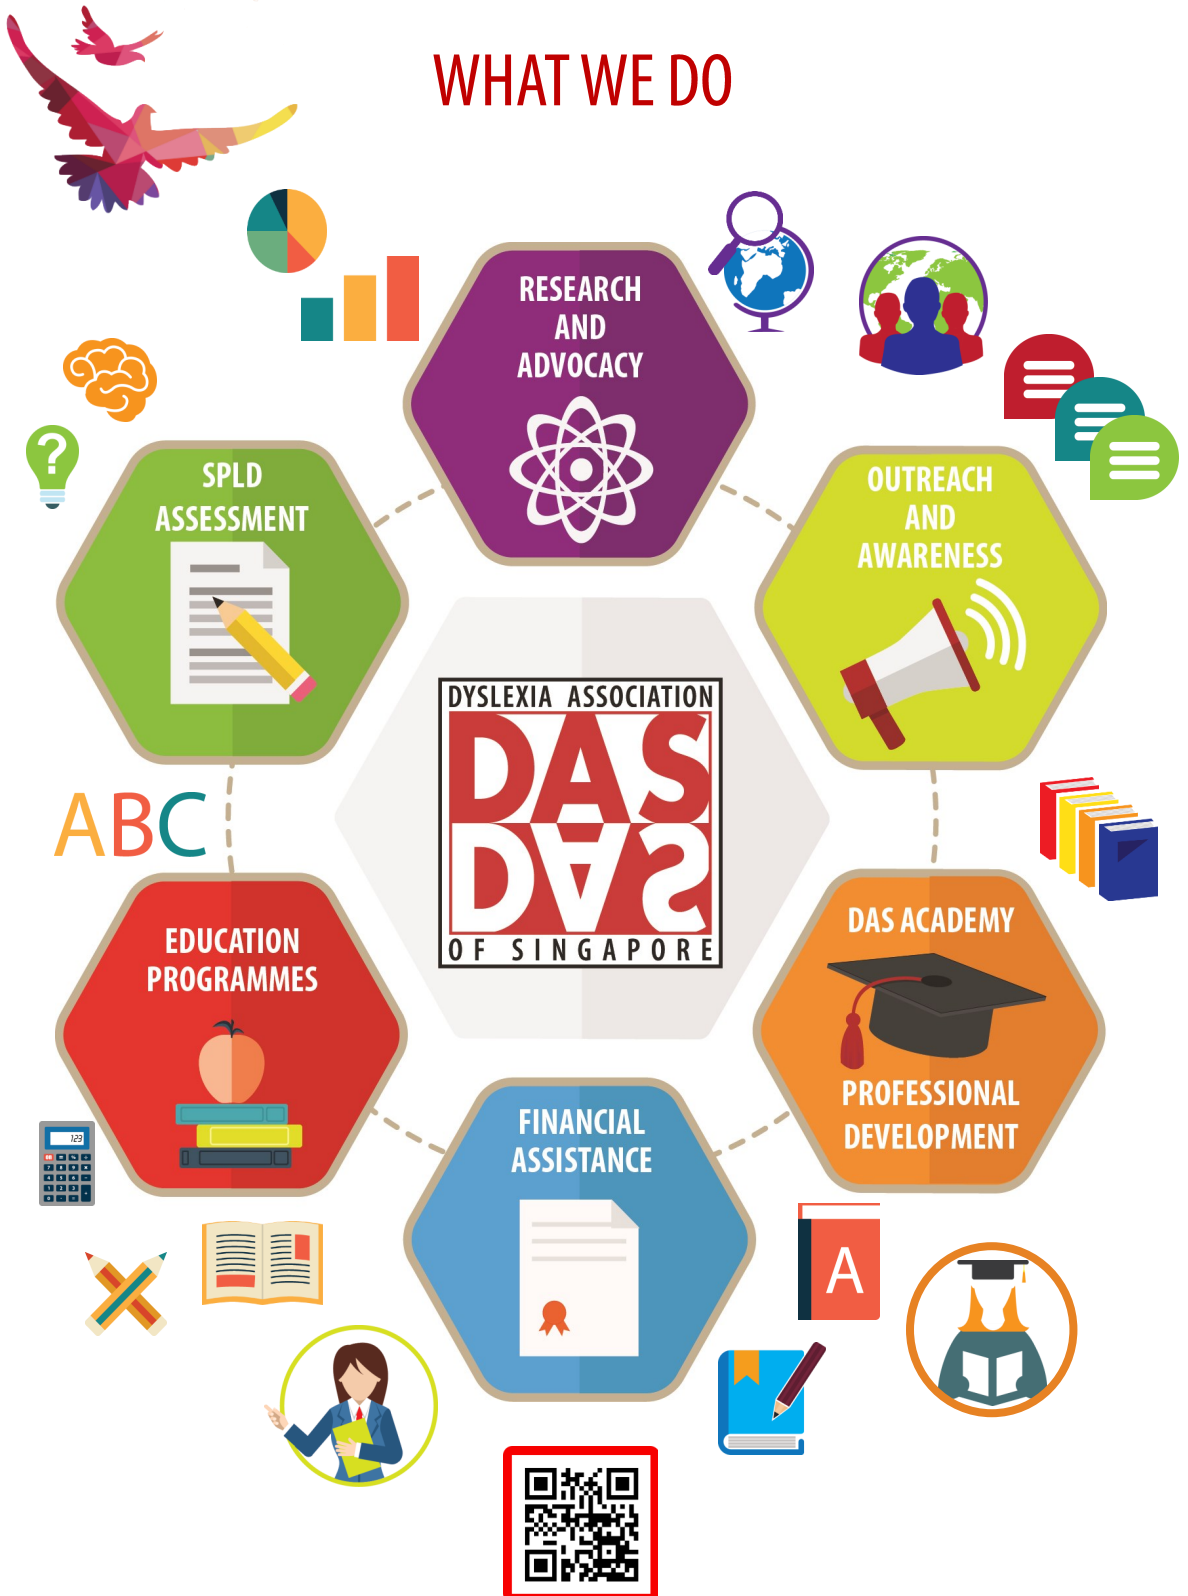 WHAT WE DO
RESEARCH
AND
ADVOCACY
SPLD
ASSESSMENT
?
OUTREACH
AND
AWARENESS
DYSLEXIA ASSOCIATION
DAS
DAS
OF SINGAPORE
ABC
EDUCATION
PROGRAMMES
DAS ACADEMY
PROFESSIONAL
DEVELOPMENT
FINANCIAL
ASSISTANCE
123
A